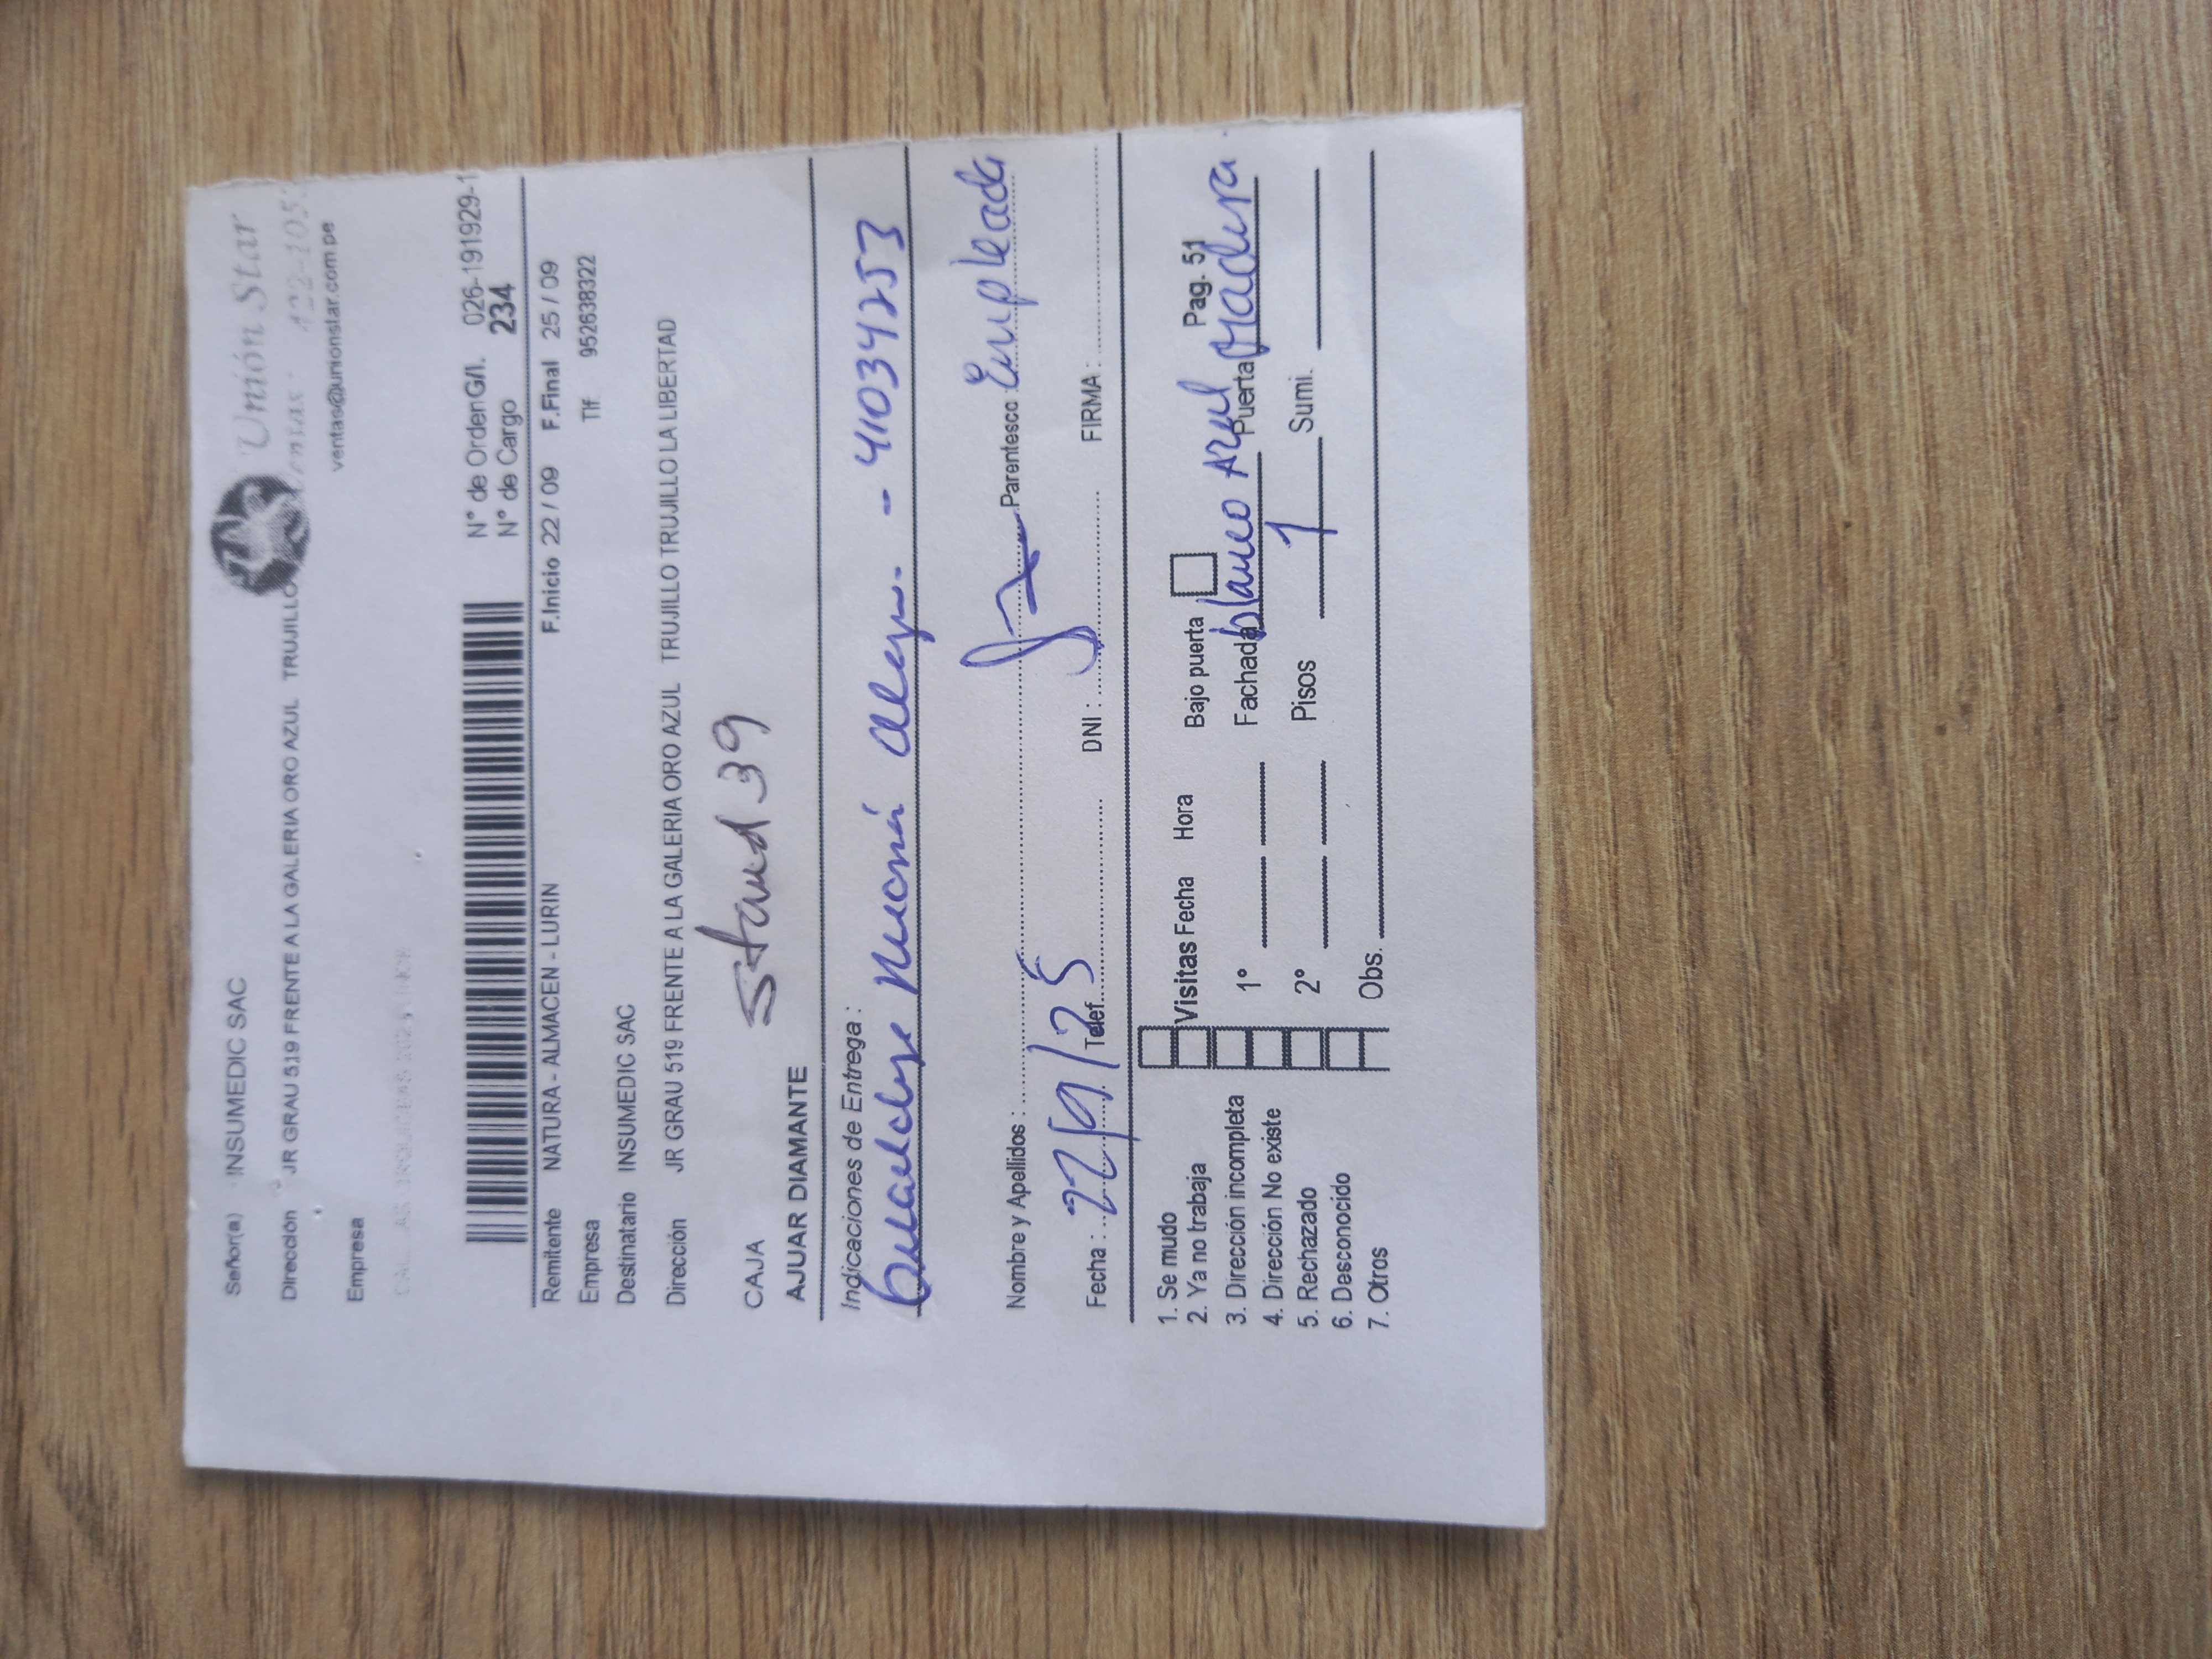 Señor(a) INSUMEDIC SAC
Unión Star
Dirección JR GRAU 519 FRENTE A LA GALERIA ORO AZUL TRUJILLO
ventas@unionstar.com.pe
Empresa
N° de Orden G/I. 026-191929-1
N° de Cargo 234
Remitente NATURA - ALMACEN - LURIN F.Inicio 22 / 09 F.Final 25 / 09
Empresa Tlf. 952638322
Destinatario INSUMEDIC SAC
Dirección JR GRAU 519 FRENTE A LA GALERIA ORO AZUL TRUJILLO TRUJILLO LA LIBERTAD
Stand 39
CAJA
AJUAR DIAMANTE
Indicaciones de Entrega :
41034253
Nombre y Apellidos : Parentesco : Empleada
Fecha : 22/9/25 Telef. DNI : FIRMA :
1. Se mudo
2. Ya no trabaja Visitas Fecha Hora Bajo puerta Pag. 51
3. Dirección incompleta 1° Fachada blanco Azul Puerta Madera
4. Dirección No existe
5. Rechazado 2° Pisos 1 Sumi.
6. Desconocido
7. Otros Obs.